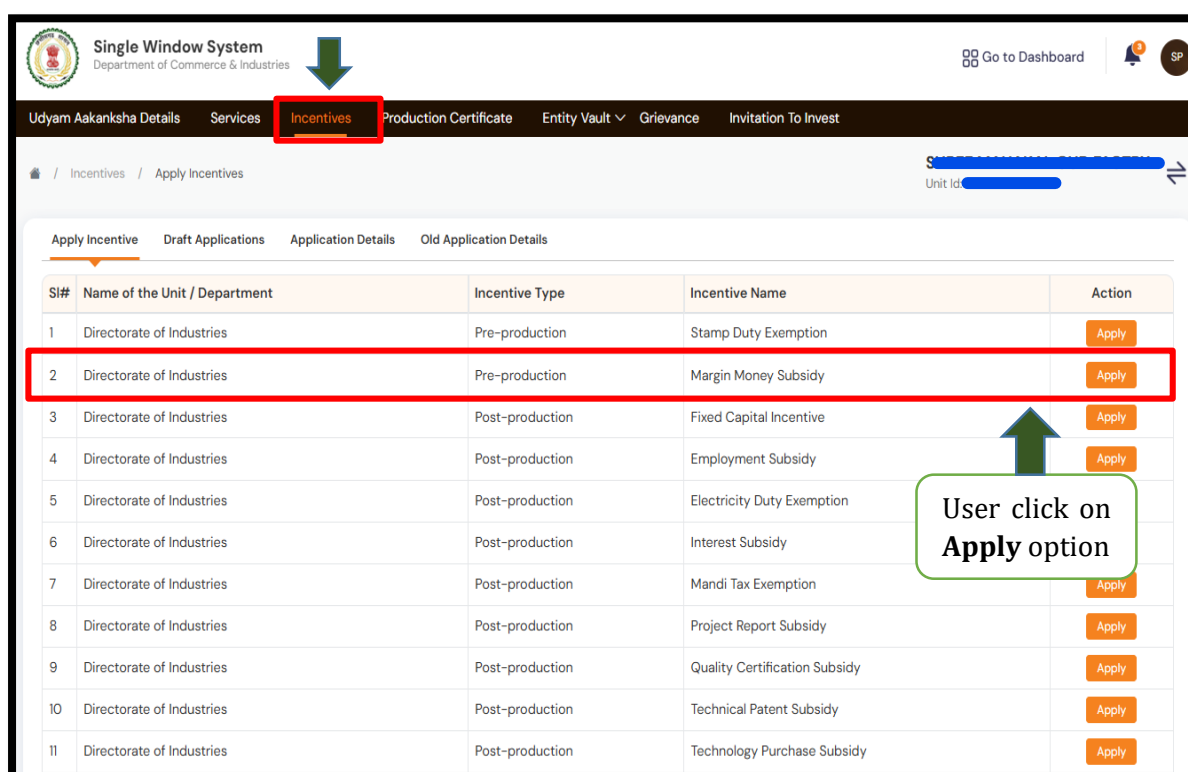 Single Window System
Department of Commerce & Industries
Go to Dashboard
3
SP
Udyam Aakanksha Details Services Incentives Production Certificate Entity Vault Grievance Invitation To Invest
/ Incentives / Apply Incentives
Unit Id:
Apply Incentive Draft Applications Application Details Old Application Details
Sl# Name of the Unit / Department Incentive Type Incentive Name Action
1 Directorate of Industries Pre-production Stamp Duty Exemption Apply
2 Directorate of Industries Pre-production Margin Money Subsidy Apply
3 Directorate of Industries Post-production Fixed Capital Incentive Apply
4 Directorate of Industries Post-production Employment Subsidy Apply
5 Directorate of Industries Post-production Electricity Duty Exemption
6 Directorate of Industries Post-production Interest Subsidy
User click on
Apply option
7 Directorate of Industries Post-production Mandi Tax Exemption Apply
8 Directorate of Industries Post-production Project Report Subsidy Apply
9 Directorate of Industries Post-production Quality Certification Subsidy Apply
10 Directorate of Industries Post-production Technical Patent Subsidy Apply
11 Directorate of Industries Post-production Technology Purchase Subsidy Apply